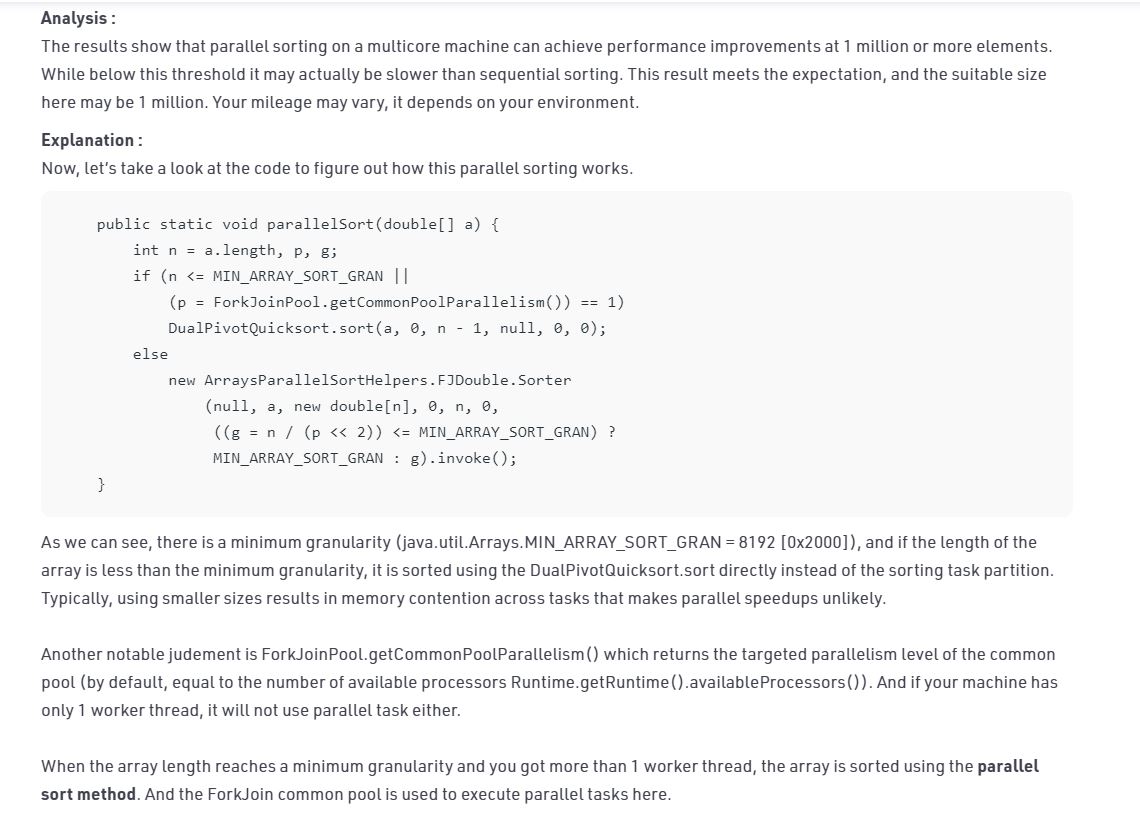 Analysis :
The results show that parallel sorting on a multicore machine can achieve performance improvements at 1 million or more elements.
While below this threshold it may actually be slower than sequential sorting. This result meets the expectation, and the suitable size
here may be 1 million. Your mileage may vary, it depends on your environment.
Explanation :
Now, let's take a look at the code to figure out how this parallel sorting works.
public static void parallelSort(double[] a) {
    int n = a.length, p, g;
    if (n <= MIN_ARRAY_SORT_GRAN ||
        (p = ForkJoinPool.getCommonPoolParallelism()) == 1)
        DualPivotQuicksort.sort(a, 0, n - 1, null, 0, 0);
    else
        new ArraysParallelSortHelpers.FJDouble.Sorter
            (null, a, new double[n], 0, n, 0,
             ((g = n / (p << 2)) <= MIN_ARRAY_SORT_GRAN) ?
             MIN_ARRAY_SORT_GRAN : g).invoke();
}
As we can see, there is a minimum granularity (java.util.Arrays.MIN_ARRAY_SORT_GRAN = 8192 [0x2000]), and if the length of the
array is less than the minimum granularity, it is sorted using the DualPivotQuicksort.sort directly instead of the sorting task partition.
Typically, using smaller sizes results in memory contention across tasks that makes parallel speedups unlikely.
Another notable judement is ForkJoinPool.getCommonPoolParallelism() which returns the targeted parallelism level of the common
pool (by default, equal to the number of available processors Runtime.getRuntime().availableProcessors()). And if your machine has
only 1 worker thread, it will not use parallel task either.
When the array length reaches a minimum granularity and you got more than 1 worker thread, the array is sorted using the parallel
sort method. And the ForkJoin common pool is used to execute parallel tasks here.